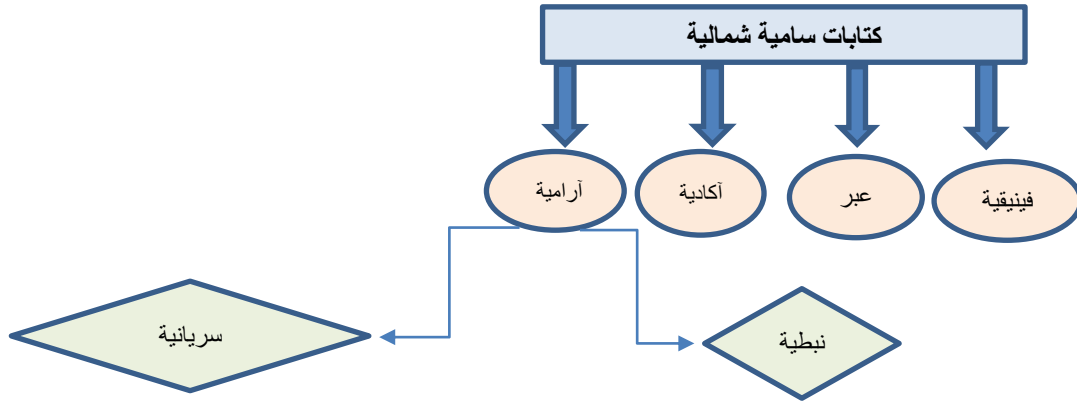 كتابات سامية شمالية
فينيقية
عبر
آكادية
آرامية
نبطية
سريانية